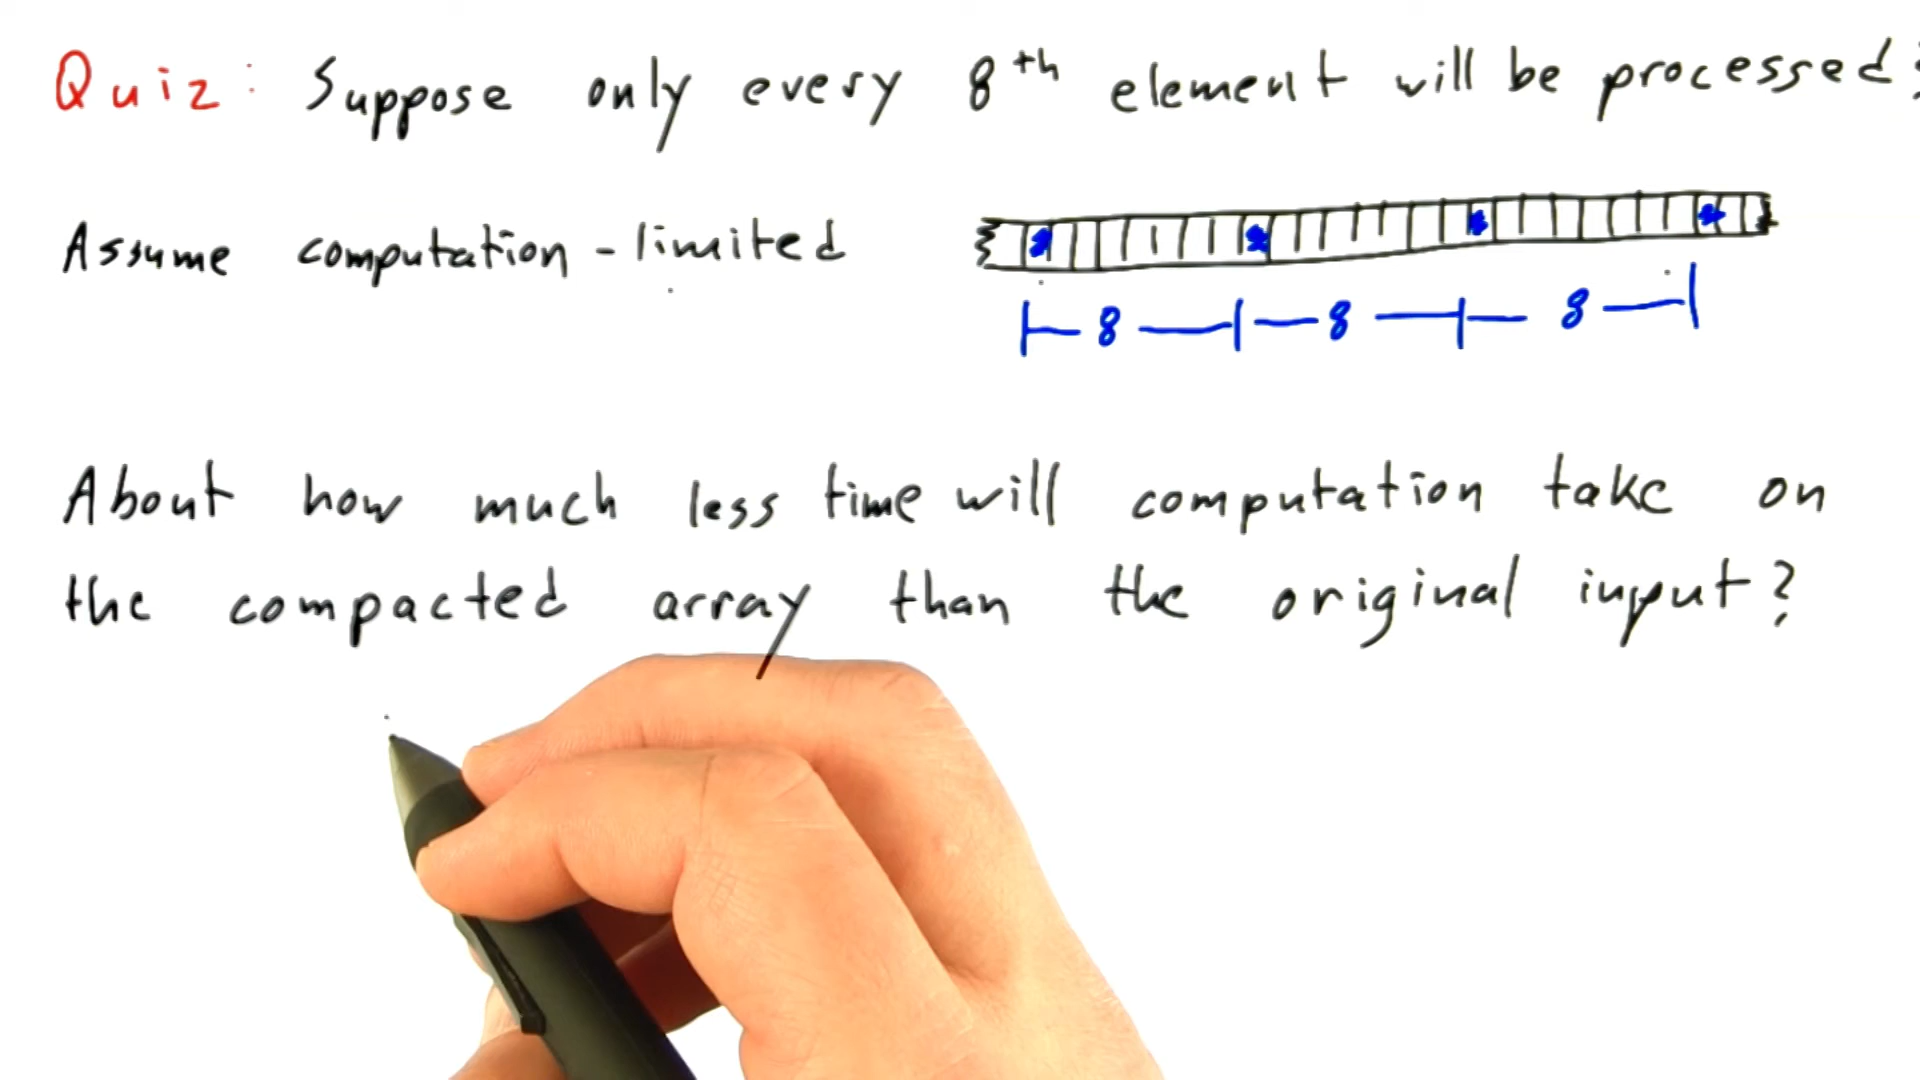 Quiz: Suppose only every 8th element will be processed:
Assume computation-limited
8 8 8
About how much less time will computation take on
the compacted array than the original input?